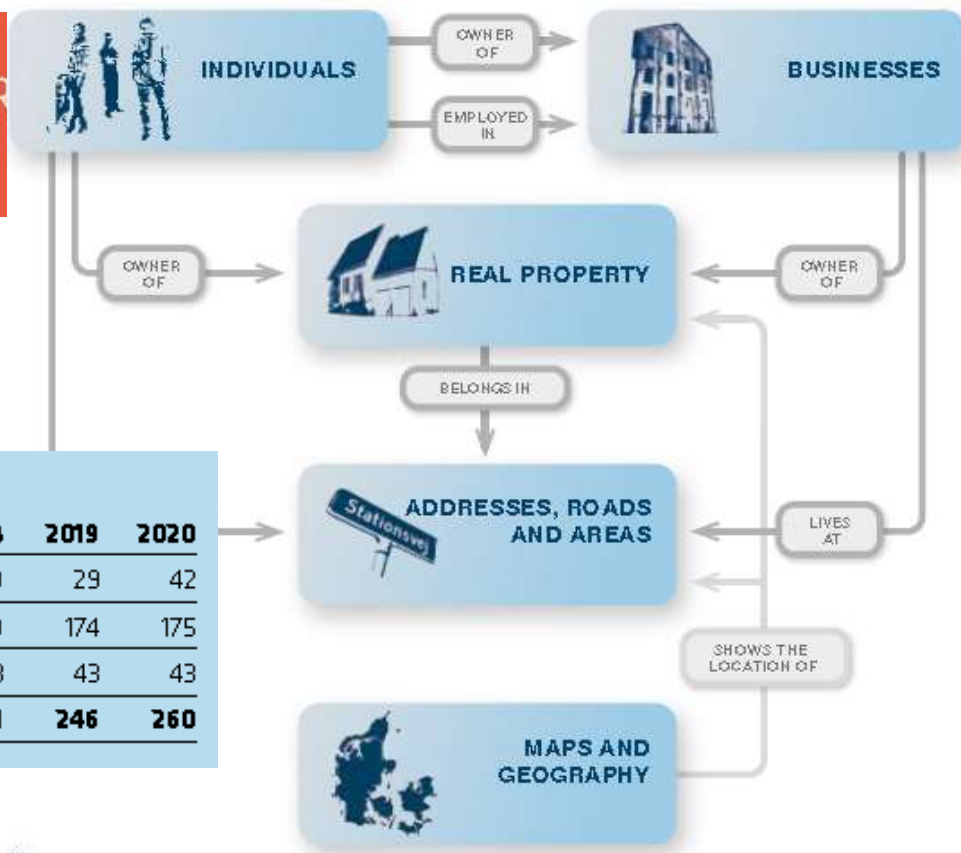 OWNER
OF
INDIVIDUALS
BUSINESSES
EMPLOYED
IN
OWNER
OF
REAL PROPERTY
OWNER
OF
BELONGS IN
Stationsvej
ADDRESSES, ROADS
AND AREAS
LIVES
AT
2019 2020
29 42
174 175
43 43
246 260
SHOWS THE
LOCATION OF
MAPS AND
GEOGRAPHY